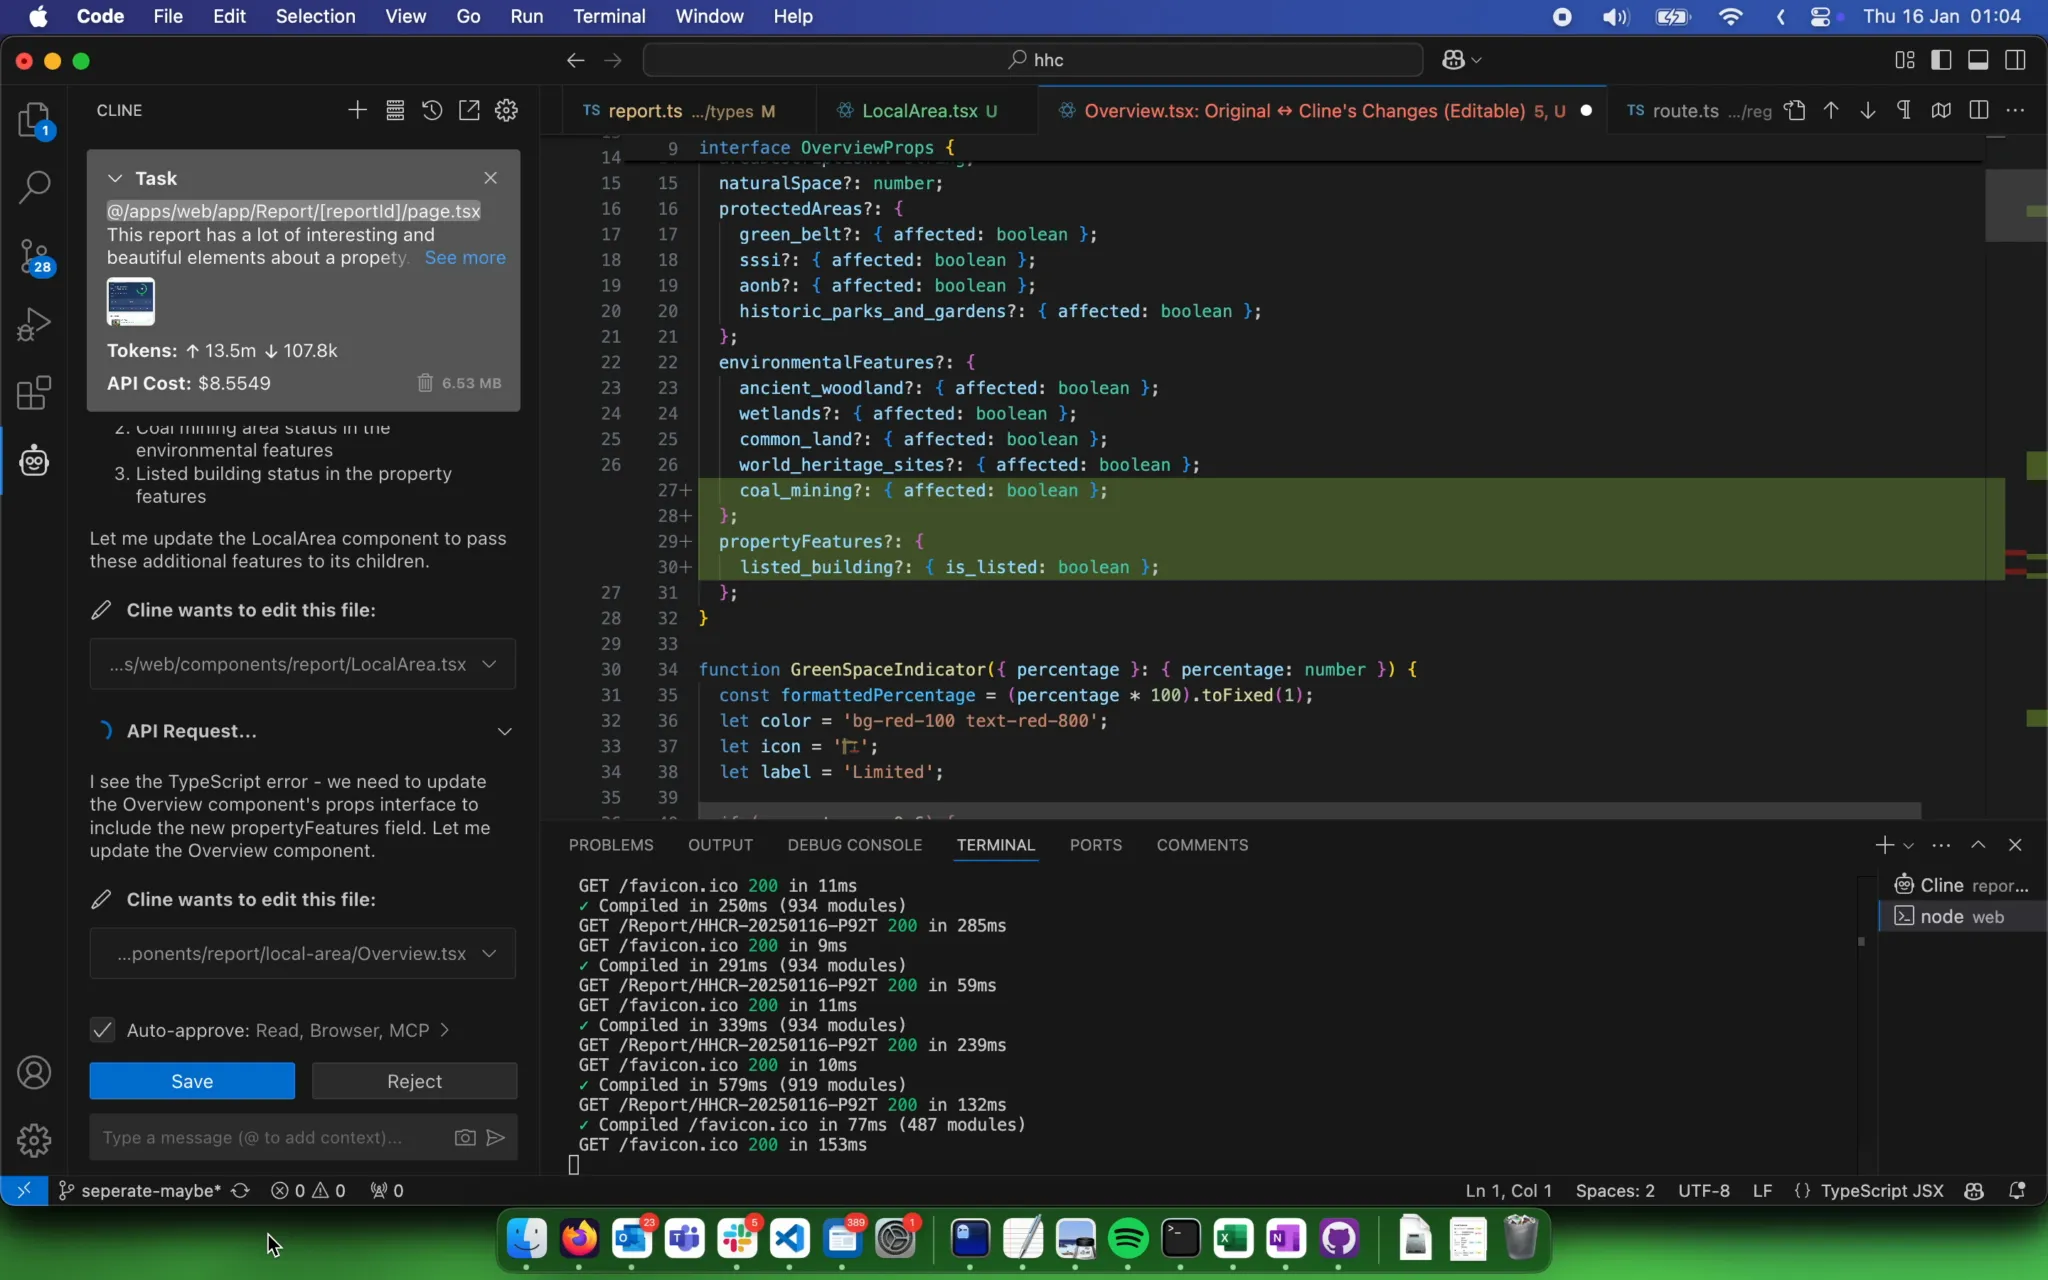 Code File Edit Selection View Go Run Terminal Window Help Thu 16 Jan 01:04
hhc
CLINE
Task
@/apps/web/app/Report/[reportId]/page.tsx
This report has a lot of interesting and
beautiful elements about a propety. See more
Tokens: ↑ 13.5m ↓ 107.8k
API Cost: $8.5549 6.53 MB
2. Coal mining area status in the
environmental features
3. Listed building status in the property
features
Let me update the LocalArea component to pass
these additional features to its children.
Cline wants to edit this file:
...s/web/components/report/LocalArea.tsx
API Request...
I see the TypeScript error - we need to update
the Overview component's props interface to
include the new propertyFeatures field. Let me
update the Overview component.
Cline wants to edit this file:
...ponents/report/local-area/Overview.tsx
Auto-approve: Read, Browser, MCP
Save Reject
Type a message (@ to add context)...
1
28
TS report.ts .../types M LocalArea.tsx U Overview.tsx: Original ↔ Cline's Changes (Editable) 5, U TS route.ts .../reg
9 interface OverviewProps {
14
15 15 naturalSpace?: number;
16 16 protectedAreas?: {
17 17 green_belt?: { affected: boolean };
18 18 sssi?: { affected: boolean };
19 19 aonb?: { affected: boolean };
20 20 historic_parks_and_gardens?: { affected: boolean };
21 21 };
22 22 environmentalFeatures?: {
23 23 ancient_woodland?: { affected: boolean };
24 24 wetlands?: { affected: boolean };
25 25 common_land?: { affected: boolean };
26 26 world_heritage_sites?: { affected: boolean };
27+ coal_mining?: { affected: boolean };
28+ };
29+ propertyFeatures?: {
30+ listed_building?: { is_listed: boolean };
27 31 };
28 32 }
29 33
30 34 function GreenSpaceIndicator({ percentage }: { percentage: number }) {
31 35 const formattedPercentage = (percentage * 100).toFixed(1);
32 36 let color = 'bg-red-100 text-red-800';
33 37 let icon = '🏗️';
34 38 let label = 'Limited';
35 39
PROBLEMS OUTPUT DEBUG CONSOLE TERMINAL PORTS COMMENTS
GET /favicon.ico 200 in 11ms
✓ Compiled in 250ms (934 modules)
GET /Report/HHCR-20250116-P92T 200 in 285ms
GET /favicon.ico 200 in 9ms
✓ Compiled in 291ms (934 modules)
GET /Report/HHCR-20250116-P92T 200 in 59ms
GET /favicon.ico 200 in 11ms
✓ Compiled in 339ms (934 modules)
GET /Report/HHCR-20250116-P92T 200 in 239ms
GET /favicon.ico 200 in 10ms
✓ Compiled in 579ms (919 modules)
GET /Report/HHCR-20250116-P92T 200 in 132ms
✓ Compiled /favicon.ico in 77ms (487 modules)
GET /favicon.ico 200 in 153ms
Cline repor...
node web
seperate-maybe* 0 0 0 Ln 1, Col 1 Spaces: 2 UTF-8 LF {} TypeScript JSX
23 5 389 1